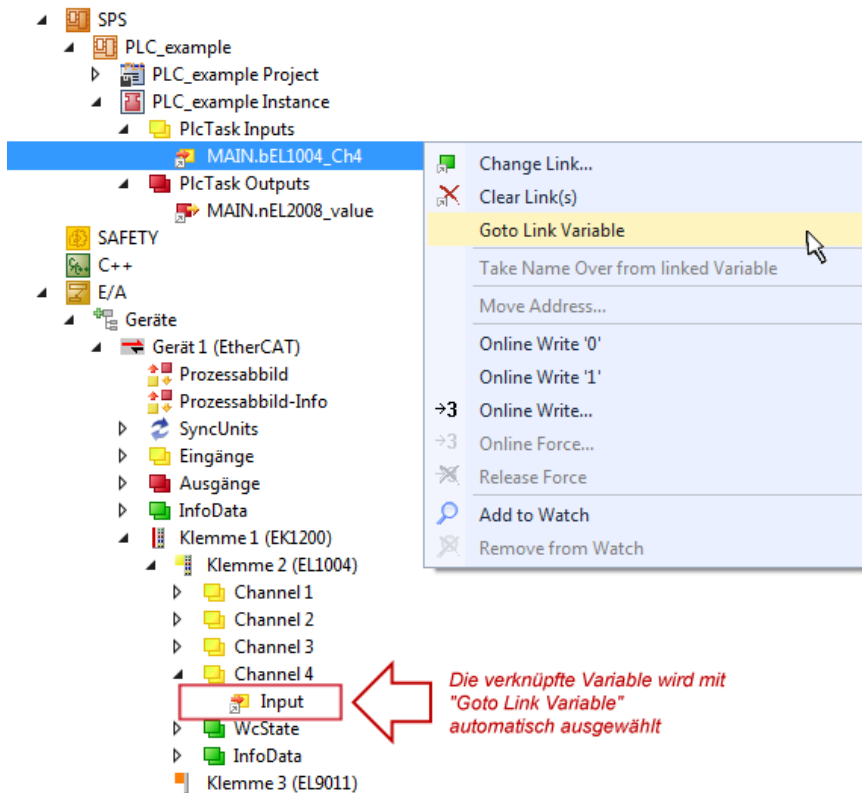 SPS
PLC_example
PLC_example Project
PLC_example Instance
PlcTask Inputs
MAIN.bEL1004_Ch4
PlcTask Outputs
MAIN.nEL2008_value
SAFETY
C++
E/A
Geräte
Gerät 1 (EtherCAT)
Prozessabbild
Prozessabbild-Info
SyncUnits
Eingänge
Ausgänge
InfoData
Klemme 1 (EK1200)
Klemme 2 (EL1004)
Channel 1
Channel 2
Channel 3
Channel 4
Input
WcState
InfoData
Klemme 3 (EL9011)
Change Link...
Clear Link(s)
Goto Link Variable
Take Name Over from linked Variable
Move Address...
Online Write '0'
Online Write '1'
→3 Online Write...
→3 Online Force...
Release Force
Add to Watch
Remove from Watch
Die verknüpfte Variable wird mit
"Goto Link Variable"
automatisch ausgewählt